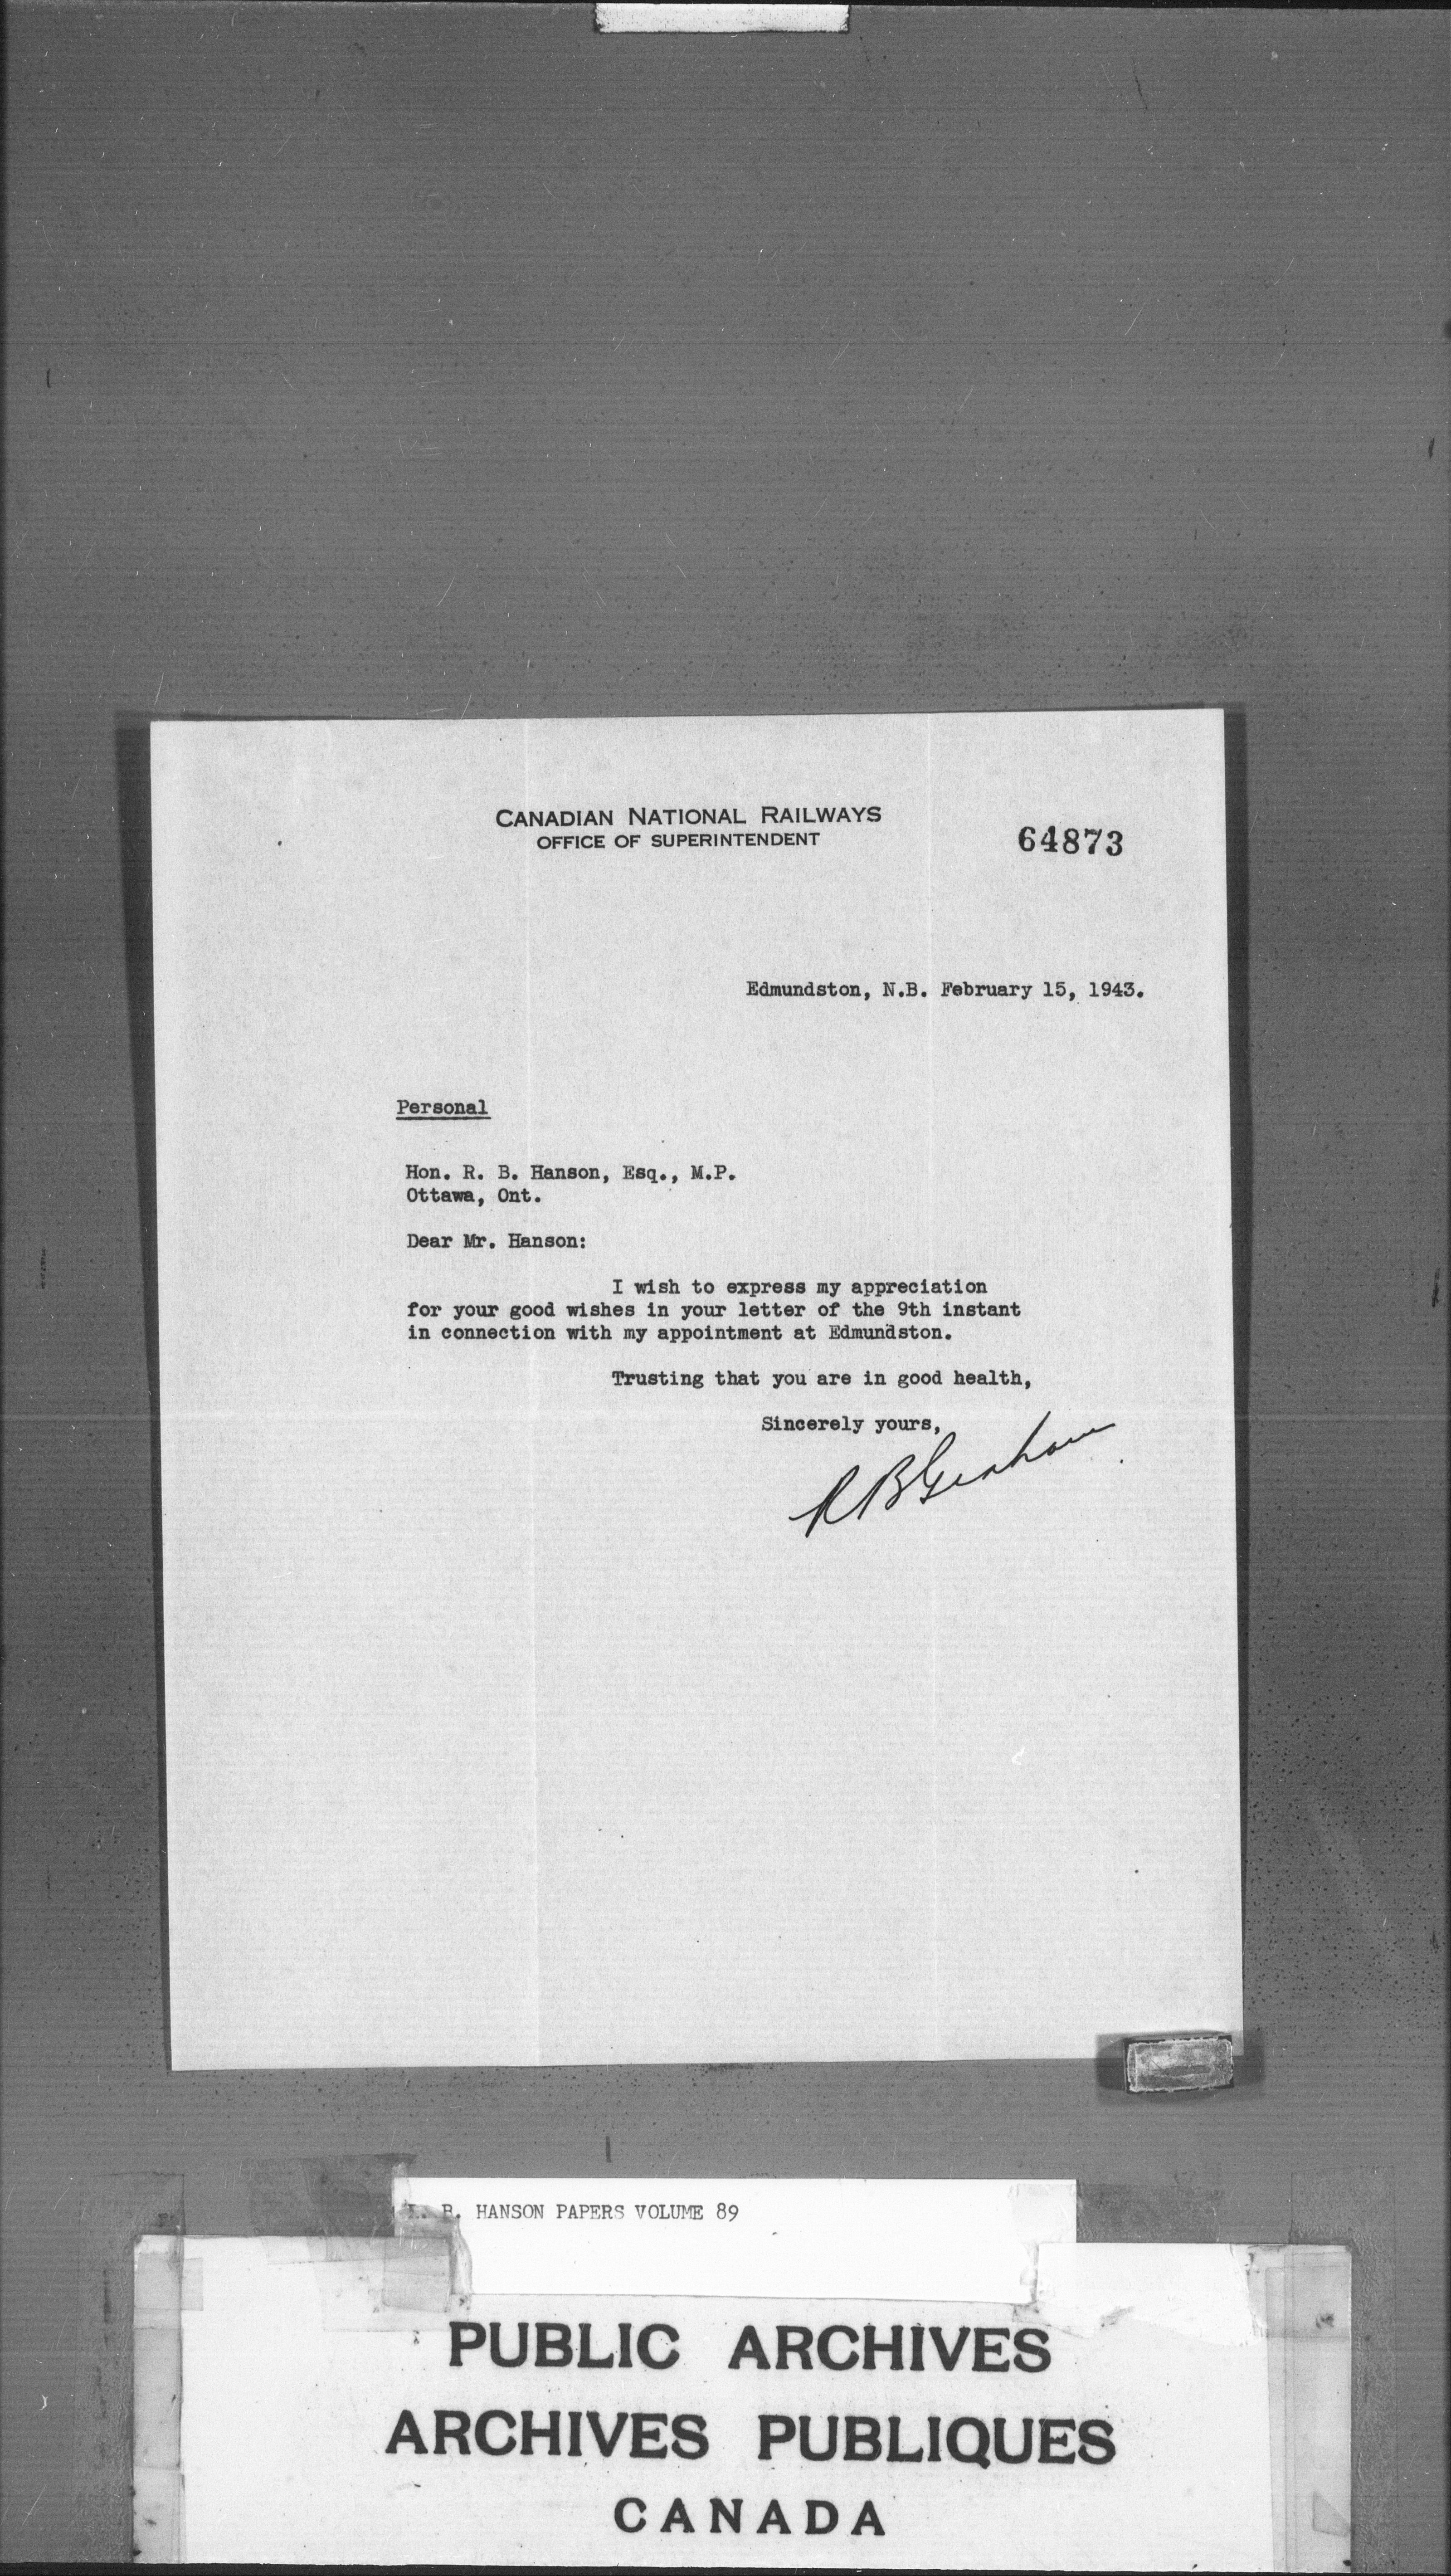 CANADIAN NATIONAL RAILWAYS
OFFICE OF SUPERINTENDENT
64873
Edmundston, N.B. February 15, 1943.
Personal
Hon. R. B. Hanson, Esq., M.P.
Ottawa, Ont.
Dear Mr. Hanson:
I wish to express my appreciation
for your good wishes in your letter of the 9th instant
in connection with my appointment at Edmundston.
Trusting that you are in good health,
Sincerely yours,
R B Graham
B. HANSON PAPERS VOLUME 89
PUBLIC ARCHIVES
ARCHIVES PUBLIQUES
CANADA